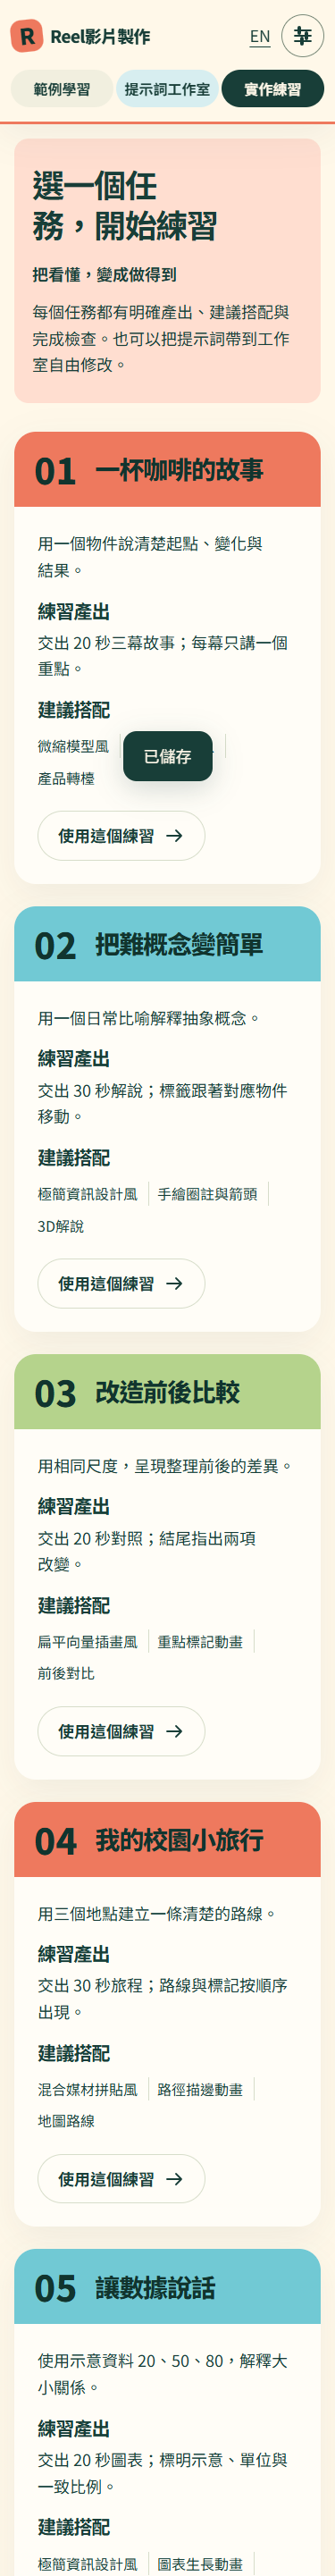 R Reel影片製作 EN
範例學習 提示詞工作室 實作練習
選一個任
務，開始練習
把看懂，變成做得到
每個任務都有明確產出、建議搭配與
完成檢查。也可以把提示詞帶到工作
室自由修改。
01 一杯咖啡的故事
用一個物件說清楚起點、變化與
結果。
練習產出
交出 20 秒三幕故事；每幕只講一個
重點。
建議搭配
微縮模型風
已儲存
產品轉檯
使用這個練習 →
02 把難概念變簡單
用一個日常比喻解釋抽象概念。
練習產出
交出 30 秒解說；標籤跟著對應物件
移動。
建議搭配
極簡資訊設計風 手繪圈註與箭頭
3D解說
使用這個練習 →
03 改造前後比較
用相同尺度，呈現整理前後的差異。
練習產出
交出 20 秒對照；結尾指出兩項
改變。
建議搭配
扁平向量插畫風 重點標記動畫
前後對比
使用這個練習 →
04 我的校園小旅行
用三個地點建立一條清楚的路線。
練習產出
交出 30 秒旅程；路線與標記按順序
出現。
建議搭配
混合媒材拼貼風 路徑描邊動畫
地圖路線
使用這個練習 →
05 讓數據說話
使用示意資料 20、50、80，解釋大
小關係。
練習產出
交出 20 秒圖表；標明示意、單位與
一致比例。
建議搭配
極簡資訊設計風 圖表生長動畫